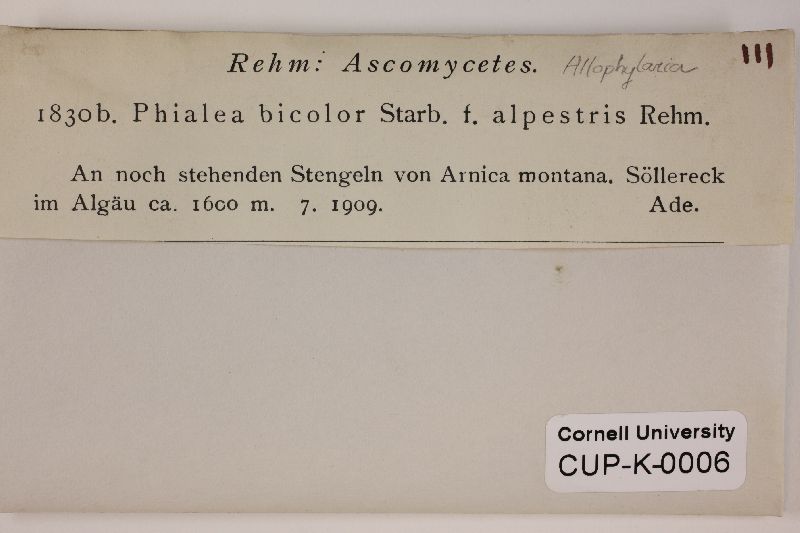 Rehm: Ascomycetes. Allophylaria III
1830b. Phialea bicolor Starb. f. alpestris Rehm.
An noch stehenden Stengeln von Arnica montana. Söllereck
im Algäu ca. 1600 m. 7. 1909. Ade.
Cornell University
CUP-K-0006